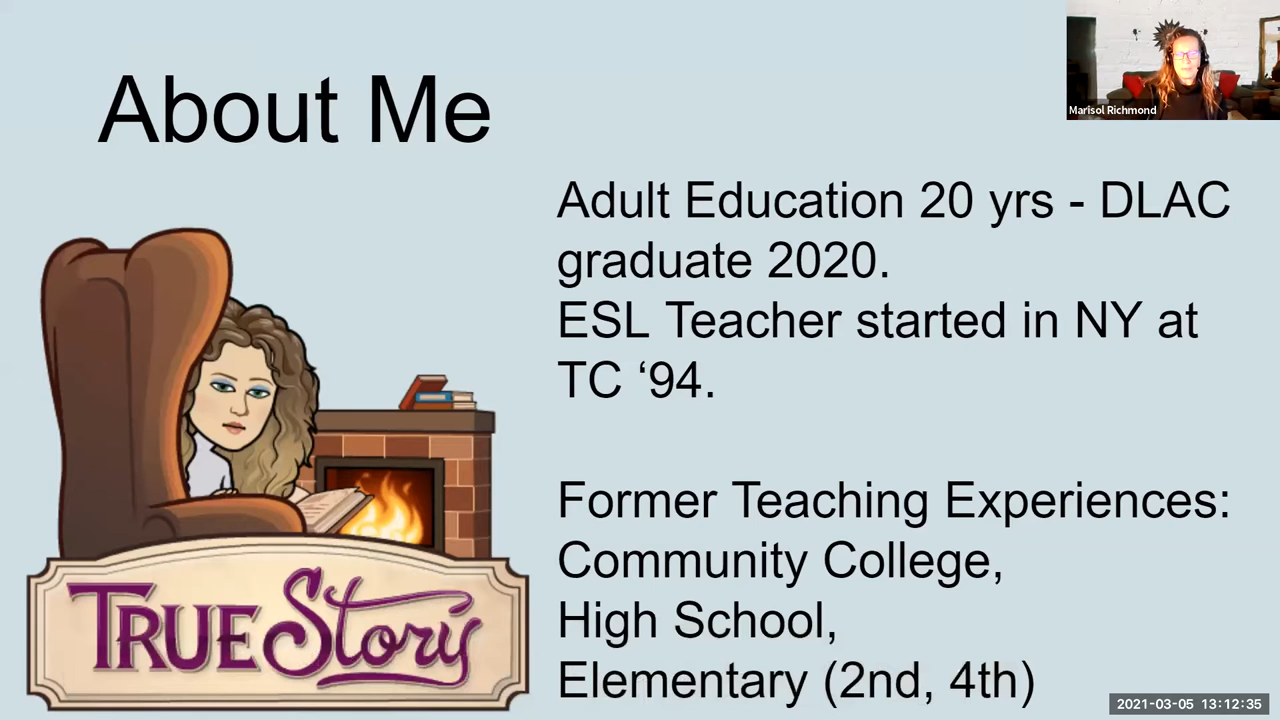 About Me
Marisol Richmond
Adult Education 20 yrs - DLAC
graduate 2020.
ESL Teacher started in NY at
TC ‘94.
Former Teaching Experiences:
Community College,
High School,
Elementary (2nd, 4th)
TRUE Story
2021-03-05 13:12:35